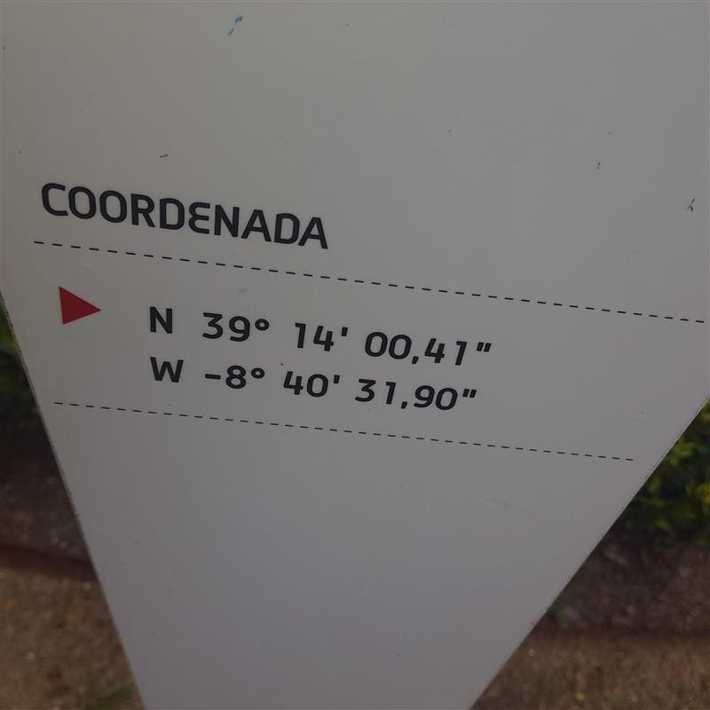 COORDENADA
N 39° 14' 00,41"
W -8° 40' 31,90"